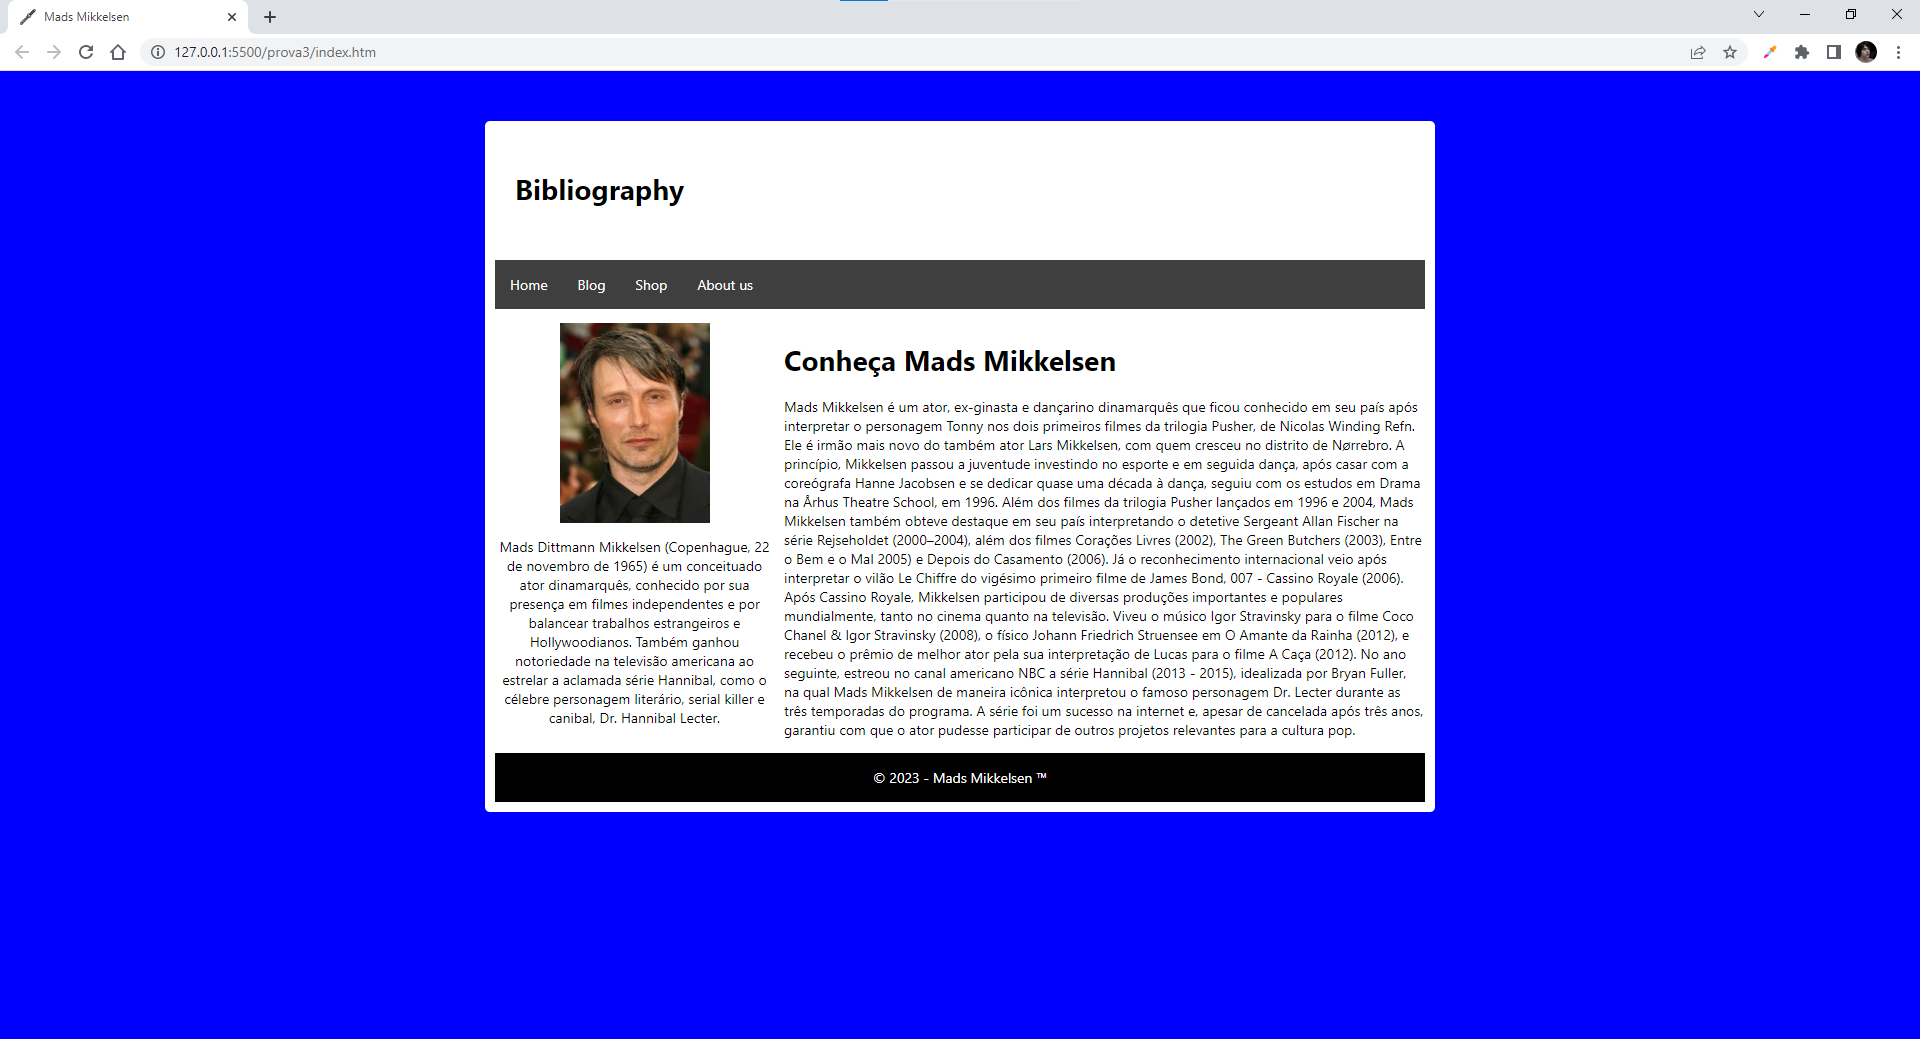 Mads Mikkelsen
127.0.0.1:5500/prova3/index.htm
Bibliography
Home Blog Shop About us
Conheça Mads Mikkelsen
Mads Mikkelsen é um ator, ex-ginasta e dançarino dinamarquês que ficou conhecido em seu país após
interpretar o personagem Tonny nos dois primeiros filmes da trilogia Pusher, de Nicolas Winding Refn.
Ele é irmão mais novo do também ator Lars Mikkelsen, com quem cresceu no distrito de Nørrebro. A
princípio, Mikkelsen passou a juventude investindo no esporte e em seguida dança, após casar com a
coreógrafa Hanne Jacobsen e se dedicar quase uma década à dança, seguiu com os estudos em Drama
na Århus Theatre School, em 1996. Além dos filmes da trilogia Pusher lançados em 1996 e 2004, Mads
Mikkelsen também obteve destaque em seu país interpretando o detetive Sergeant Allan Fischer na
série Rejseholdet (2000–2004), além dos filmes Corações Livres (2002), The Green Butchers (2003), Entre
o Bem e o Mal 2005) e Depois do Casamento (2006). Já o reconhecimento internacional veio após
interpretar o vilão Le Chiffre do vigésimo primeiro filme de James Bond, 007 - Cassino Royale (2006).
Após Cassino Royale, Mikkelsen participou de diversas produções importantes e populares
mundialmente, tanto no cinema quanto na televisão. Viveu o músico Igor Stravinsky para o filme Coco
Chanel & Igor Stravinsky (2008), o físico Johann Friedrich Struensee em O Amante da Rainha (2012), e
recebeu o prêmio de melhor ator pela sua interpretação de Lucas para o filme A Caça (2012). No ano
seguinte, estreou no canal americano NBC a série Hannibal (2013 - 2015), idealizada por Bryan Fuller,
na qual Mads Mikkelsen de maneira icônica interpretou o famoso personagem Dr. Lecter durante as
três temporadas do programa. A série foi um sucesso na internet e, apesar de cancelada após três anos,
garantiu com que o ator pudesse participar de outros projetos relevantes para a cultura pop.
Mads Dittmann Mikkelsen (Copenhague, 22
de novembro de 1965) é um conceituado
ator dinamarquês, conhecido por sua
presença em filmes independentes e por
balancear trabalhos estrangeiros e
Hollywoodianos. Também ganhou
notoriedade na televisão americana ao
estrelar a aclamada série Hannibal, como o
célebre personagem literário, serial killer e
canibal, Dr. Hannibal Lecter.
© 2023 - Mads Mikkelsen ™